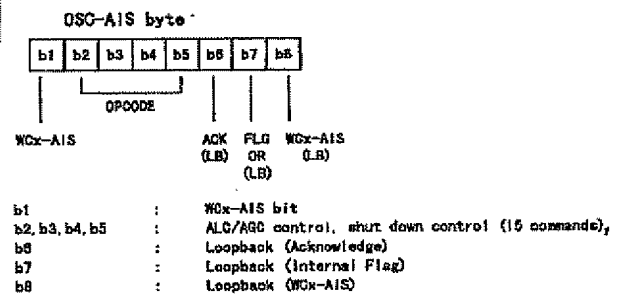 OSC-AIS byte
b1 b2 b3 b4 b5 b6 b7 b8
OPCODE
WCx-AIS ACK FLG WCx-AIS
(LB) OR (LB)
(LB)
b1 : WCx-AIS bit
b2, b3, b4, b5 : ALC/AGC control, shut down control (15 commands),
b6 : Loopback (Acknowledge)
b7 : Loopback (Internal Flag)
b8 : Loopback (WCx-AIS)